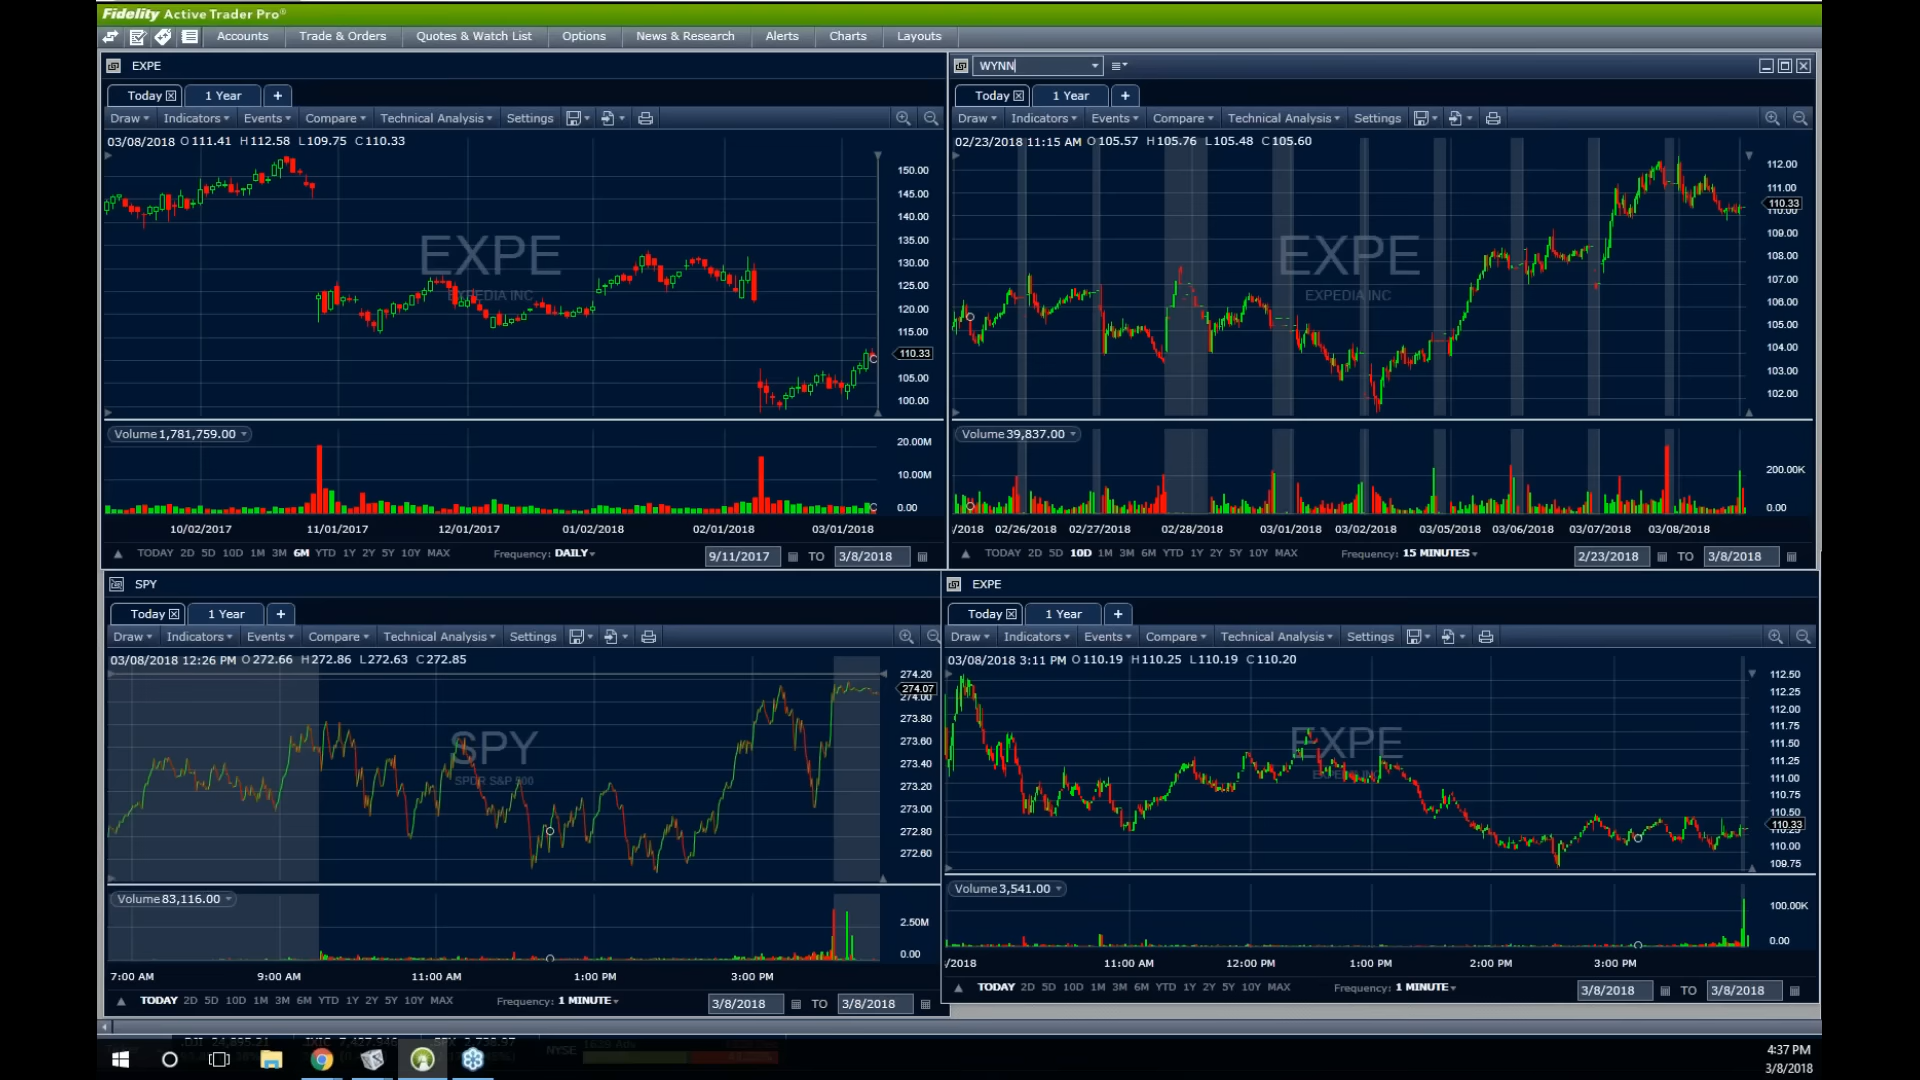 Fidelity Active Trader Pro®
Accounts Trade & Orders Quotes & Watch List Options News & Research Alerts Charts Layouts
EXPE
Today 1 Year +
Draw Indicators Events Compare Technical Analysis Settings
03/08/2018 O 111.41 H 112.58 L 109.75 C 110.33
EXPE
EXPEDIA INC
150.00
145.00
140.00
135.00
130.00
125.00
120.00
115.00
110.33
105.00
100.00
Volume 1,781,759.00
20.00M
10.00M
0.00
10/02/2017 11/01/2017 12/01/2017 01/02/2018 02/01/2018 03/01/2018
TODAY 2D 5D 10D 1M 3M 6M YTD 1Y 2Y 5Y 10Y MAX Frequency: DAILY 9/11/2017 TO 3/8/2018
WYNN
Today 1 Year +
Draw Indicators Events Compare Technical Analysis Settings
02/23/2018 11:15 AM O 105.57 H 105.76 L 105.48 C 105.60
EXPE
EXPEDIA INC
112.00
111.00
110.33
110.00
109.00
108.00
107.00
106.00
105.00
104.00
103.00
102.00
Volume 39,837.00
200.00K
0.00
/2018 02/26/2018 02/27/2018 02/28/2018 03/01/2018 03/02/2018 03/05/2018 03/06/2018 03/07/2018 03/08/2018
TODAY 2D 5D 10D 1M 3M 6M YTD 1Y 2Y 5Y 10Y MAX Frequency: 15 MINUTES 2/23/2018 TO 3/8/2018
SPY
Today 1 Year +
Draw Indicators Events Compare Technical Analysis Settings
03/08/2018 12:26 PM O 272.66 H 272.86 L 272.63 C 272.85
SPY
SPDR S&P 500
274.20
274.07
274.00
273.80
273.60
273.40
273.20
273.00
272.80
272.60
Volume 83,116.00
2.50M
0.00
7:00 AM 9:00 AM 11:00 AM 1:00 PM 3:00 PM
TODAY 2D 5D 10D 1M 3M 6M YTD 1Y 2Y 5Y 10Y MAX Frequency: 1 MINUTE 3/8/2018 TO 3/8/2018
EXPE
Today 1 Year +
Draw Indicators Events Compare Technical Analysis Settings
03/08/2018 3:11 PM O 110.19 H 110.25 L 110.19 C 110.20
EXPE
112.50
112.25
112.00
111.75
111.50
111.25
111.00
110.75
110.50
110.33
110.00
109.75
Volume 3,541.00
100.00K
0.00
/2018 11:00 AM 12:00 PM 1:00 PM 2:00 PM 3:00 PM
TODAY 2D 5D 10D 1M 3M 6M YTD 1Y 2Y 5Y 10Y MAX Frequency: 1 MINUTE 3/8/2018 TO 3/8/2018
NYSE
4:37 PM
3/8/2018